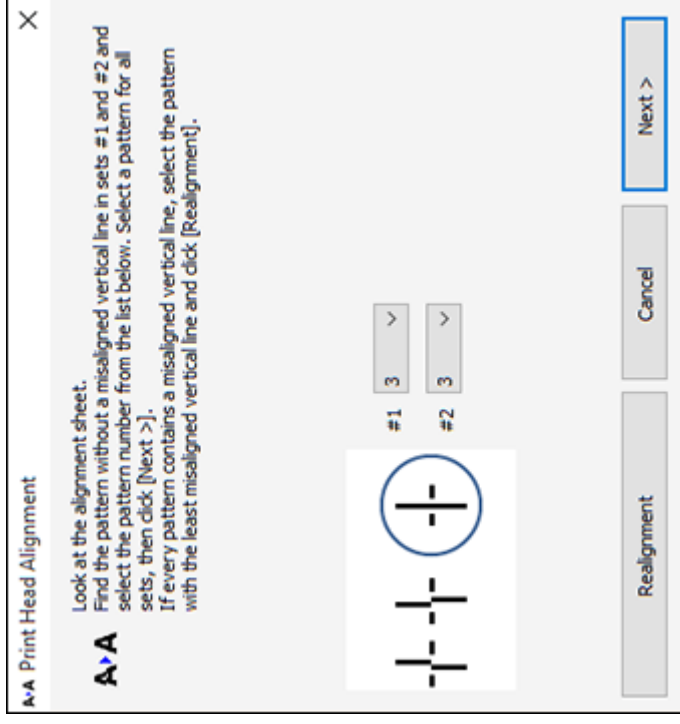 A▸A Print Head Alignment
A▸A
Look at the alignment sheet.
Find the pattern without a misaligned vertical line in sets #1 and #2 and
select the pattern number from the list below. Select a pattern for all
sets, then click [Next >].
If every pattern contains a misaligned vertical line, select the pattern
with the least misaligned vertical line and click [Realignment].
#1 3
#2 3
Realignment Cancel Next >